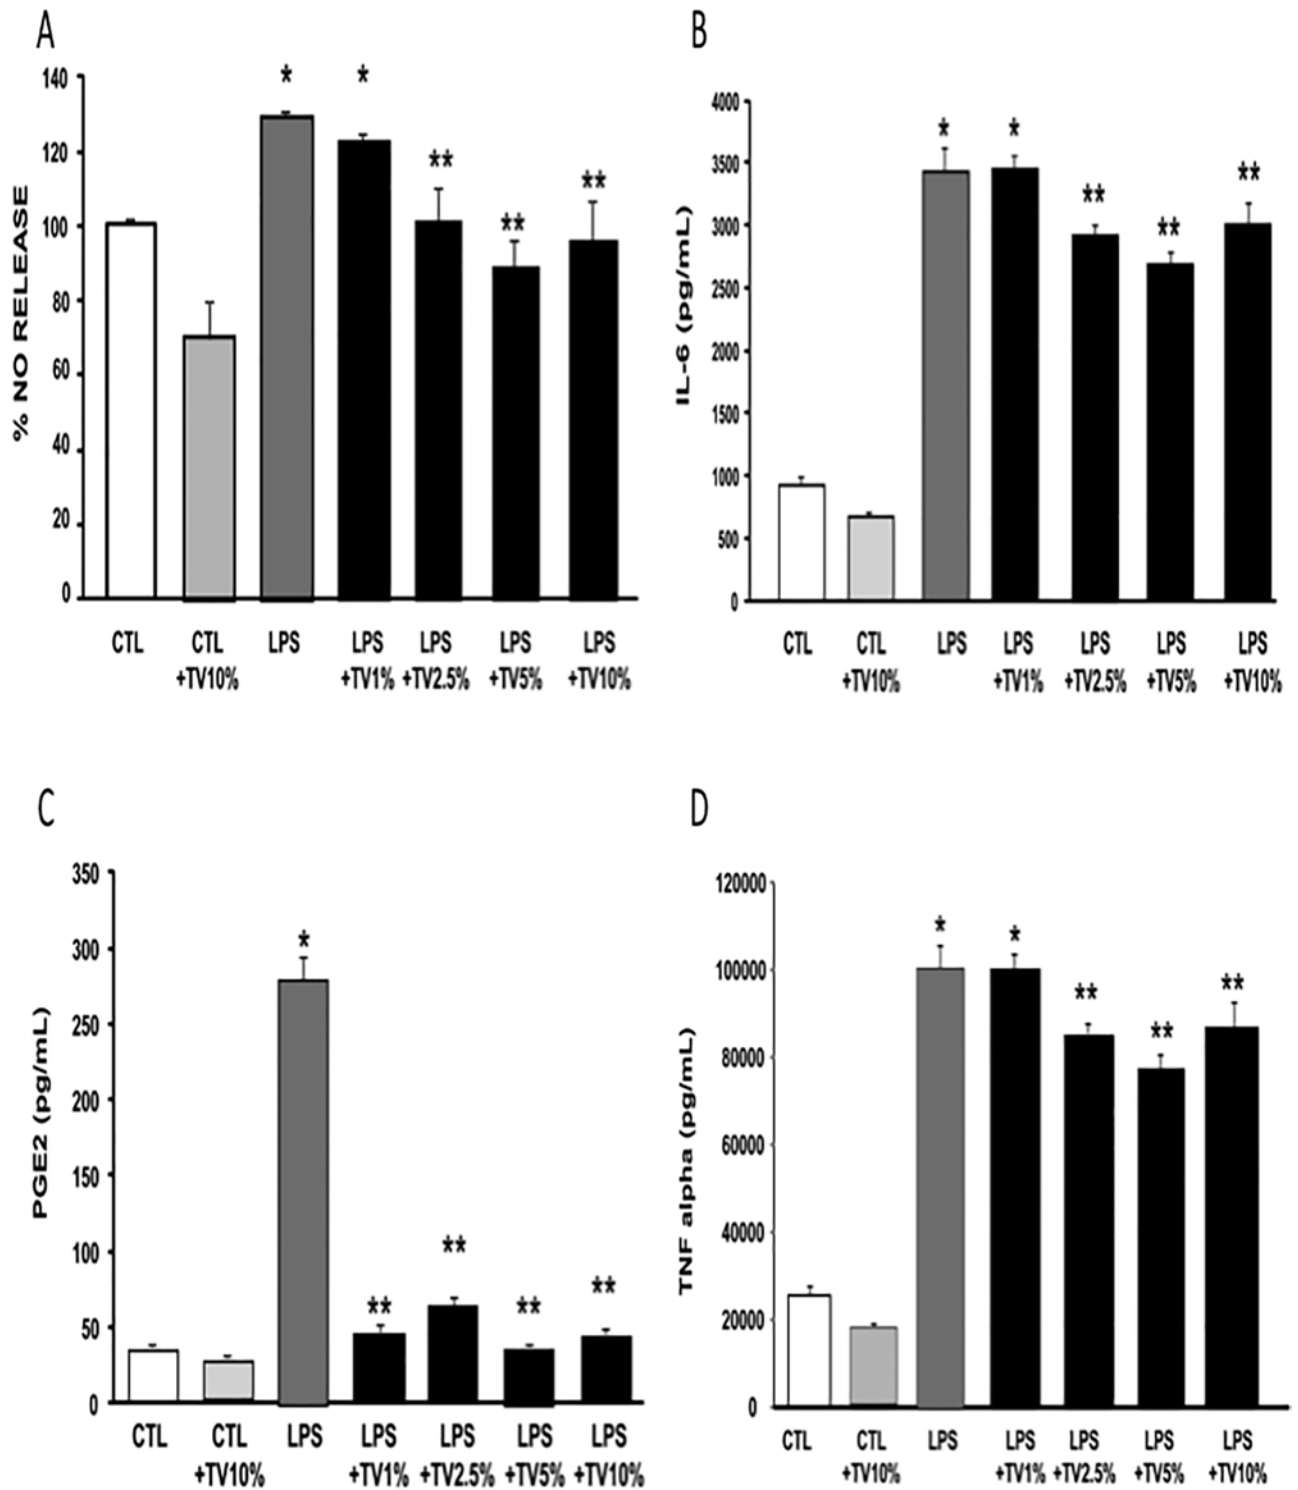 A
% NO RELEASE
140
120
100
80
60
40
20
0
*
*
**
**
**
CTL
CTL
+TV10%
LPS
LPS
+TV1%
LPS
+TV2.5%
LPS
+TV5%
LPS
+TV10%
B
IL-6 (pg/mL)
4000
3500
3000
2500
2000
1500
1000
500
0
*
*
**
**
**
CTL
CTL
+TV10%
LPS
LPS
+TV1%
LPS
+TV2.5%
LPS
+TV5%
LPS
+TV10%
C
PGE2 (pg/mL)
350
300
250
200
150
100
50
0
*
**
**
**
**
CTL
CTL
+TV10%
LPS
LPS
+TV1%
LPS
+TV2.5%
LPS
+TV5%
LPS
+TV10%
D
TNF alpha (pg/mL)
120000
100000
80000
60000
40000
20000
0
*
*
**
**
**
CTL
CTL
+TV10%
LPS
LPS
+TV1%
LPS
+TV2.5%
LPS
+TV5%
LPS
+TV10%